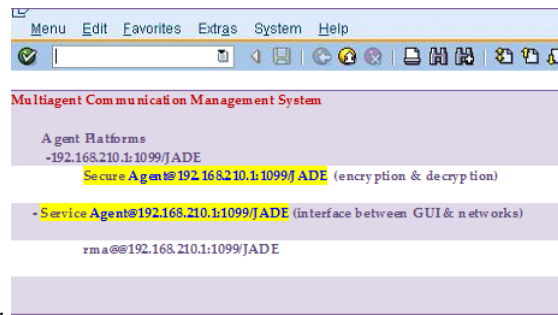 Menu Edit Favorites Extras System Help
Multiagent Communication Management System
Agent Platforms
-192.168.210.1:1099/JADE
Secure Agent@192.168.210.1:1099/JADE (encryption & decryption)
- Service Agent@192.168.210.1:1099/JADE (interface between GUI & networks)
rma@@192.168.210.1:1099/JADE